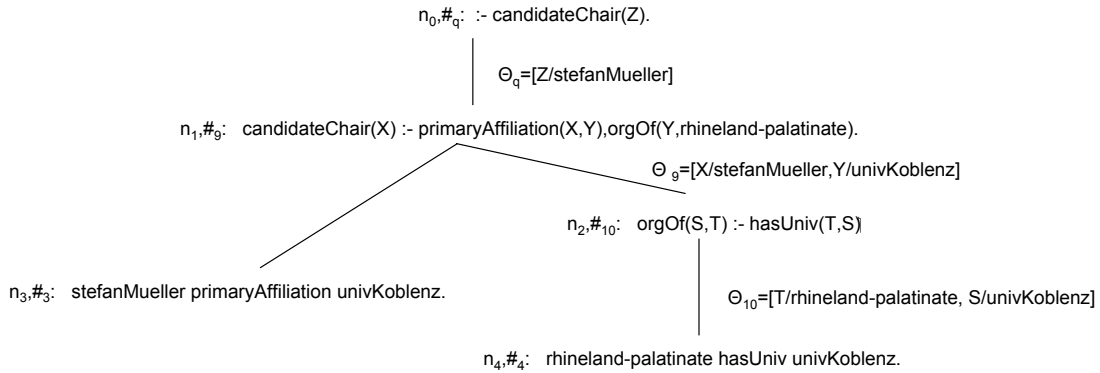 n0,#q: :- candidateChair(Z).
Θq=[Z/stefanMueller]
n1,#9: candidateChair(X) :- primaryAffiliation(X,Y),orgOf(Y,rhineland-palatinate).
Θ 9=[X/stefanMueller,Y/univKoblenz]
n2,#10: orgOf(S,T) :- hasUniv(T,S)
n3,#3: stefanMueller primaryAffiliation univKoblenz.
Θ10=[T/rhineland-palatinate, S/univKoblenz]
n4,#4: rhineland-palatinate hasUniv univKoblenz.